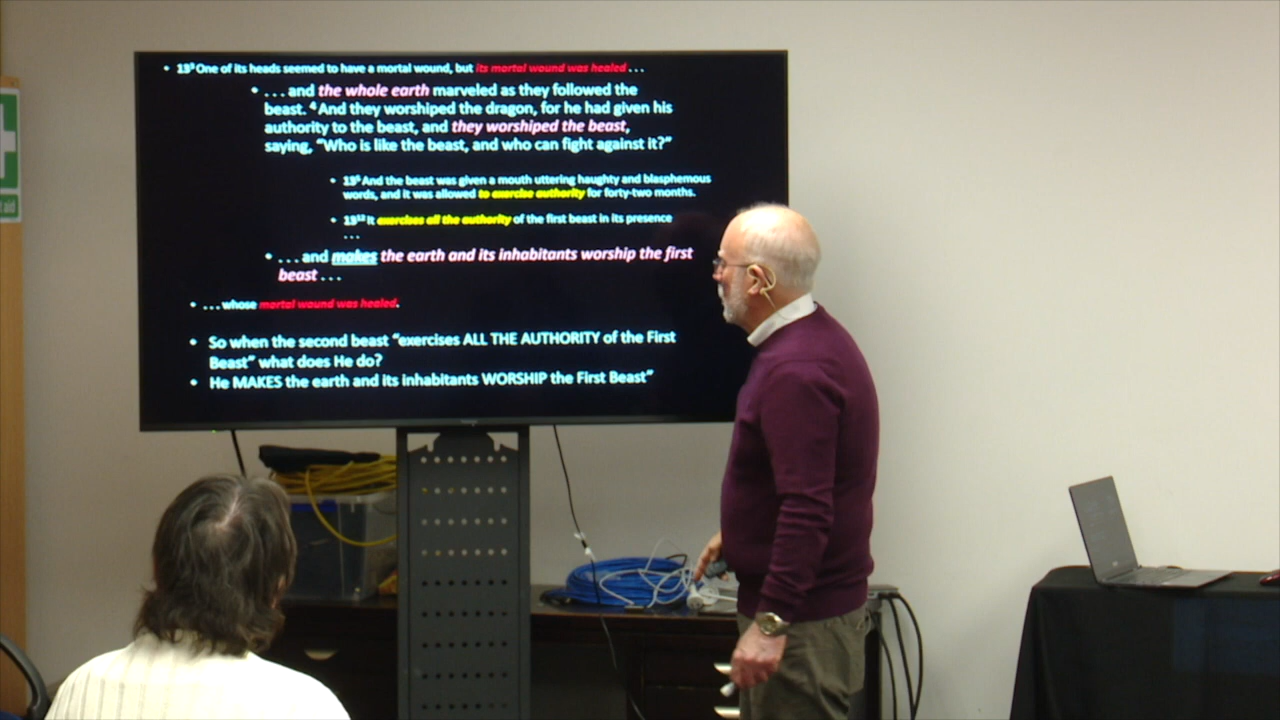 • 13³ One of its heads seemed to have a mortal wound, but its mortal wound was healed . . .
• . . . and the whole earth marveled as they followed the
beast. ⁴ And they worshiped the dragon, for he had given his
authority to the beast, and they worshiped the beast,
saying, “Who is like the beast, and who can fight against it?”
• 13⁵ And the beast was given a mouth uttering haughty and blasphemous
words, and it was allowed to exercise authority for forty-two months.
• 13¹² It exercises all the authority of the first beast in its presence
. . .
• . . . and makes the earth and its inhabitants worship the first
beast . . .
• . . . whose mortal wound was healed.
• So when the second beast “exercises ALL THE AUTHORITY of the First
Beast” what does He do?
• He MAKES the earth and its inhabitants WORSHIP the First Beast”
aid